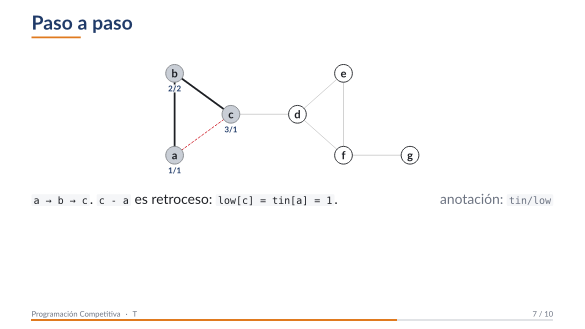 Paso a paso
b
2/2
e
c
3/1
d
a
1/1
f
g
a → b → c. c - a es retroceso: low[c] = tin[a] = 1.
anotación: tin/low
Programación Competitiva · T
7 / 10